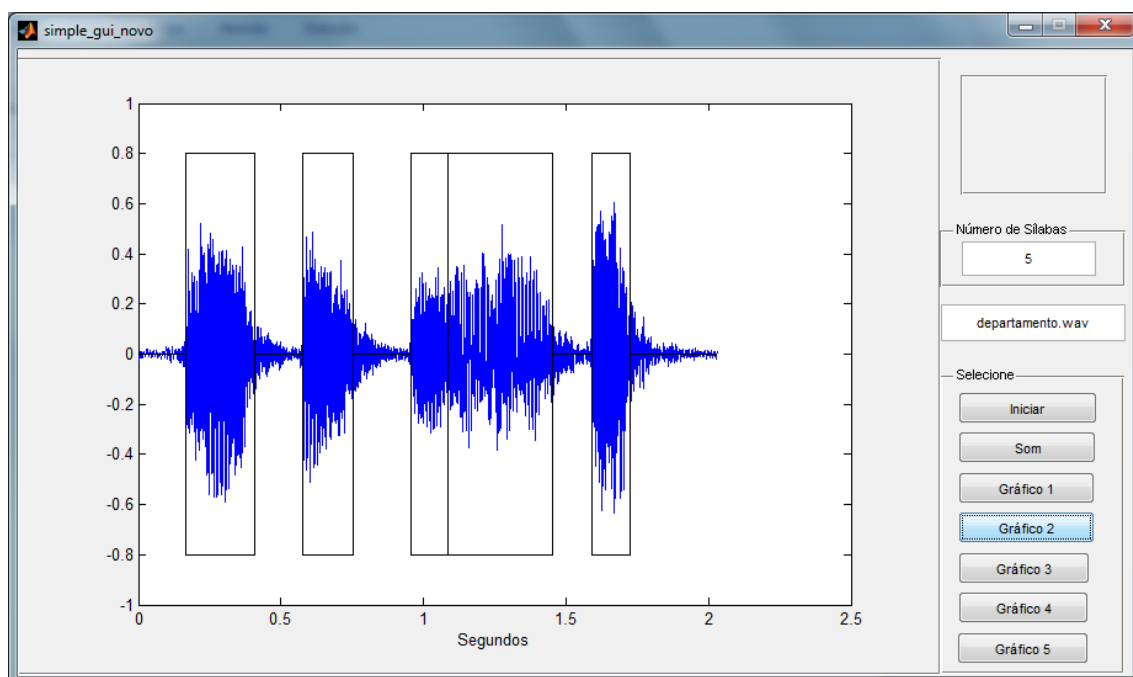 simple_gui_novo
1
0.8
0.6
0.4
0.2
0
-0.2
-0.4
-0.6
-0.8
-1
0
0.5
1
1.5
2
2.5
Segundos
Número de Sílabas
5
departamento.wav
Selecione
Iniciar
Som
Gráfico 1
Gráfico 2
Gráfico 3
Gráfico 4
Gráfico 5